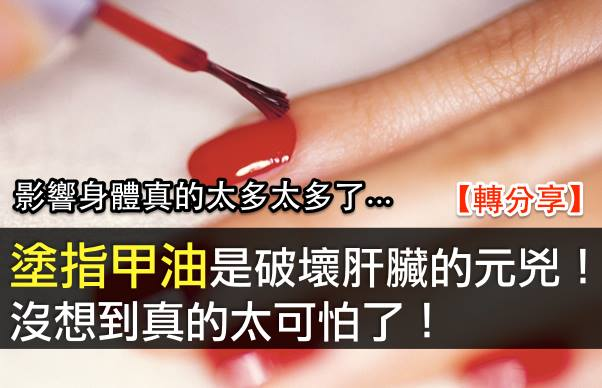 影響身體真的太多太多了...
【轉分享】
塗指甲油是破壞肝臟的元兇！
沒想到真的太可怕了！